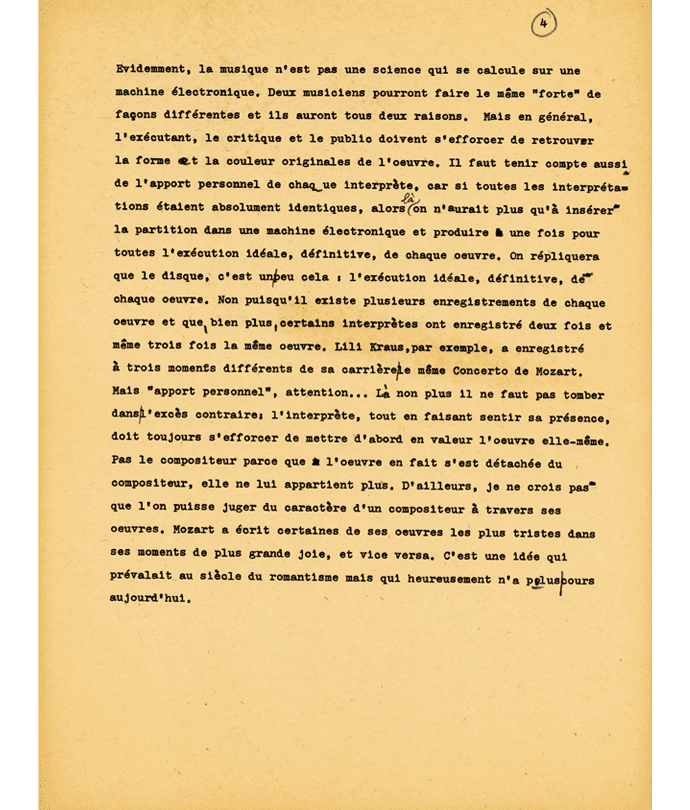 4
Evidemment, la musique n'est pas une science qui se calcule sur une
machine électronique. Deux musiciens pourront faire le même "forte" de
façons différentes et ils auront tous deux raisons.  Mais en général,
l'exécutant, le critique et le public doivent s'efforcer de retrouver
la forme et la couleur originales de l'oeuvre. Il faut tenir compte aussi
de l'apport personnel de chaque interprète, car si toutes les interpréta-
tions étaient absolument identiques, alors là on n'aurait plus qu'à insérer
la partition dans une machine électronique et produire à une fois pour
toutes l'exécution idéale, définitive, de chaque oeuvre. On répliquera
que le disque, c'est un peu cela : l'exécution idéale, définitive, de
chaque oeuvre. Non puisqu'il existe plusieurs enregistrements de chaque
oeuvre et que, bien plus, certains interprètes ont enregistré deux fois et
même trois fois la même oeuvre. Lili Kraus,par exemple, a enregistré
à trois moments différents de sa carrière le même Concerto de Mozart.
Mais "apport personnel", attention... Là non plus il ne faut pas tomber
dans l'excès contraire: l'interprète, tout en faisant sentir sa présence,
doit toujours s'efforcer de mettre d'abord en valeur l'oeuvre elle-même.
Pas le compositeur parce que l'oeuvre en fait s'est détachée du
compositeur, elle ne lui appartient plus. D'ailleurs, je ne crois pas
que l'on puisse juger du caractère d'un compositeur à travers ses
oeuvres. Mozart a écrit certaines de ses oeuvres les plus tristes dans
ses moments de plus grande joie, et vice versa. C'est une idée qui
prévalait au siècle du romantisme mais qui heureusement n'a plus cours
aujourd'hui.